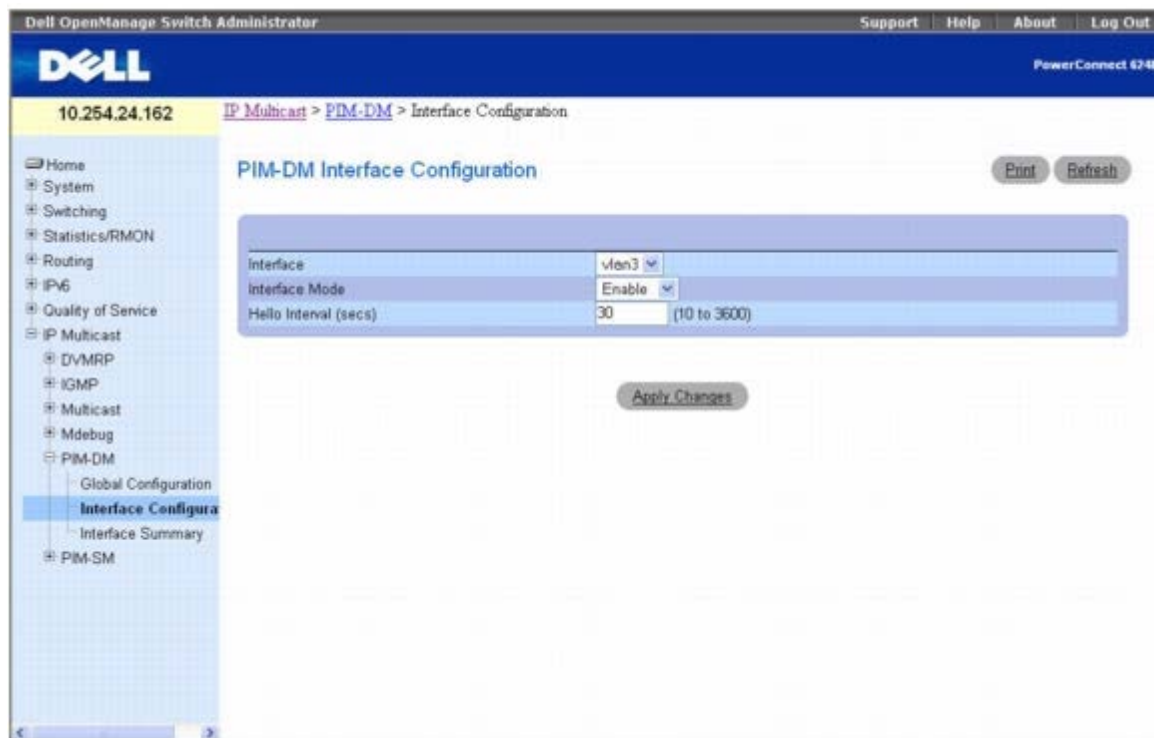 Dell OpenManage Switch Administrator Support Help About Log Out
DELL
PowerConnect 624
10.254.24.162
IP Multicast > PIM-DM > Interface Configuration
Home
System
Switching
Statistics/RMON
Routing
IPv6
Quality of Service
IP Multicast
DVMRP
IGMP
Multicast
Mdebug
PIM-DM
Global Configuration
Interface Configura
Interface Summary
PIM-SM
PIM-DM Interface Configuration
Print Refresh
Interface vlan3
Interface Mode Enable
Hello Interval (secs) 30 (10 to 3600)
Apply Changes